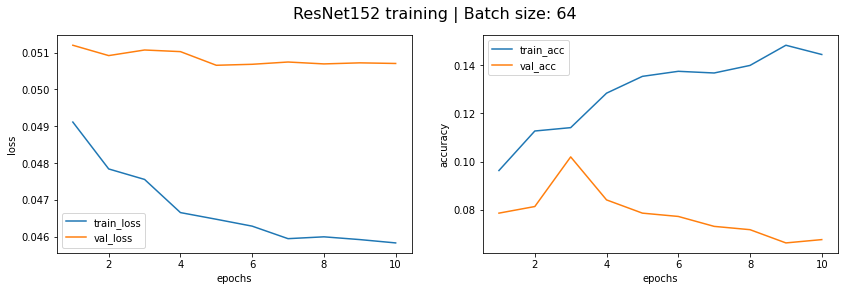 ResNet152 training | Batch size: 64
loss
0.051
0.050
0.049
0.048
0.047
0.046
train_loss
val_loss
2 4 6 8 10
epochs
accuracy
0.14
0.12
0.10
0.08
train_acc
val_acc
2 4 6 8 10
epochs